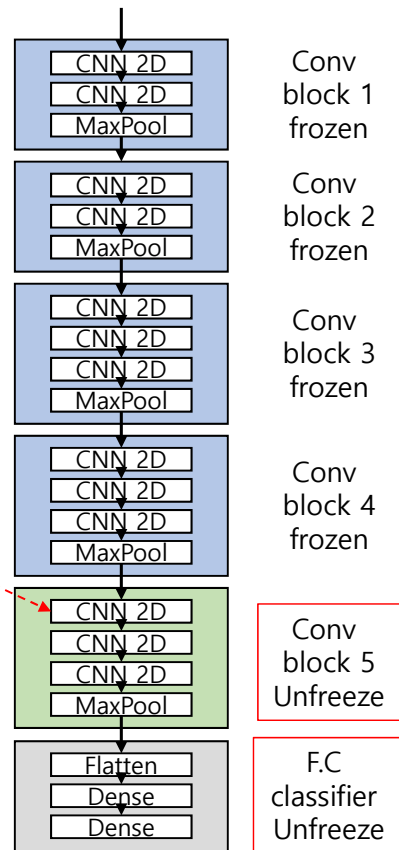 CNN 2D
CNN 2D
MaxPool
Conv
block 1
frozen
CNN 2D
CNN 2D
MaxPool
Conv
block 2
frozen
CNN 2D
CNN 2D
CNN 2D
MaxPool
Conv
block 3
frozen
CNN 2D
CNN 2D
CNN 2D
MaxPool
Conv
block 4
frozen
CNN 2D
CNN 2D
CNN 2D
MaxPool
Conv
block 5
Unfreeze
Flatten
Dense
Dense
F.C
classifier
Unfreeze